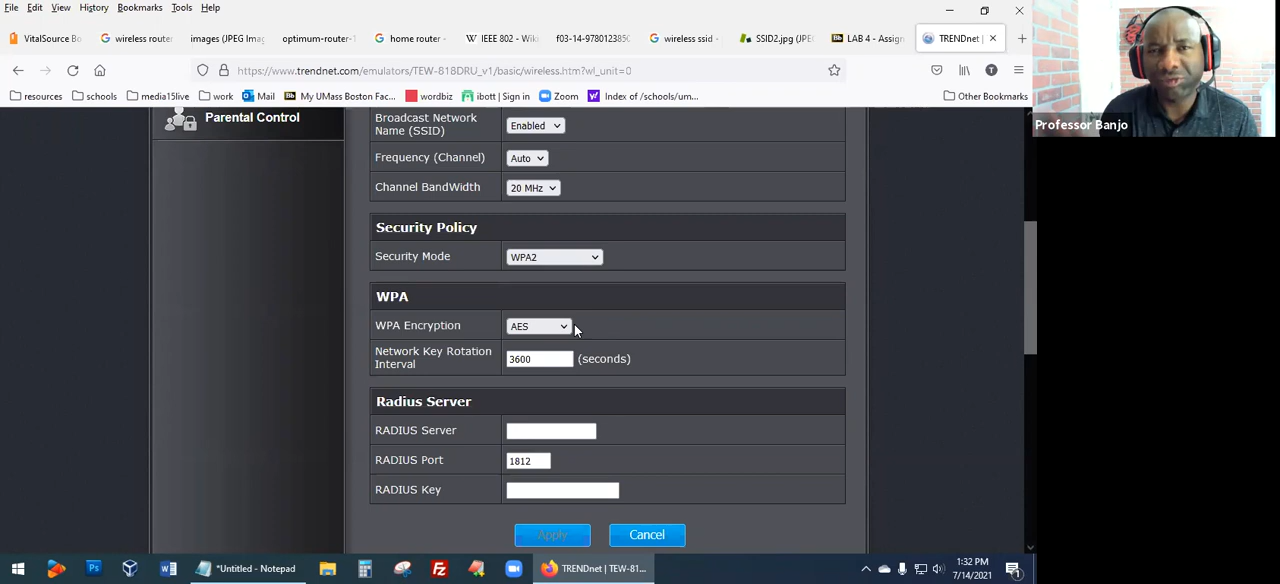 File Edit View History Bookmarks Tools Help
VitalSource Bo wireless router images (JPEG Ima optimum-router-1 home router - IEEE 802 - Wiki f03-14-9780123850 wireless ssid - SSID2.jpg (JPE LAB 4 – Assign TRENDnet |
https://www.trendnet.com/emulators/TEW-818DRU_v1/basic/wireless.htm?wl_unit=0
resources schools media15live work Mail My UMass Boston Fac... wordbiz ibott | Sign in Zoom Index of /schools/um... Other Bookmarks
Parental Control
Broadcast Network Enabled
Name (SSID)
Frequency (Channel) Auto
Channel BandWidth 20 MHz
Security Policy
Security Mode WPA2
WPA
WPA Encryption AES
Network Key Rotation 3600 (seconds)
Interval
Radius Server
RADIUS Server
RADIUS Port 1812
RADIUS Key
Apply Cancel
Professor Banjo
*Untitled - Notepad TRENDnet | TEW-81... 1:32 PM
7/14/2021